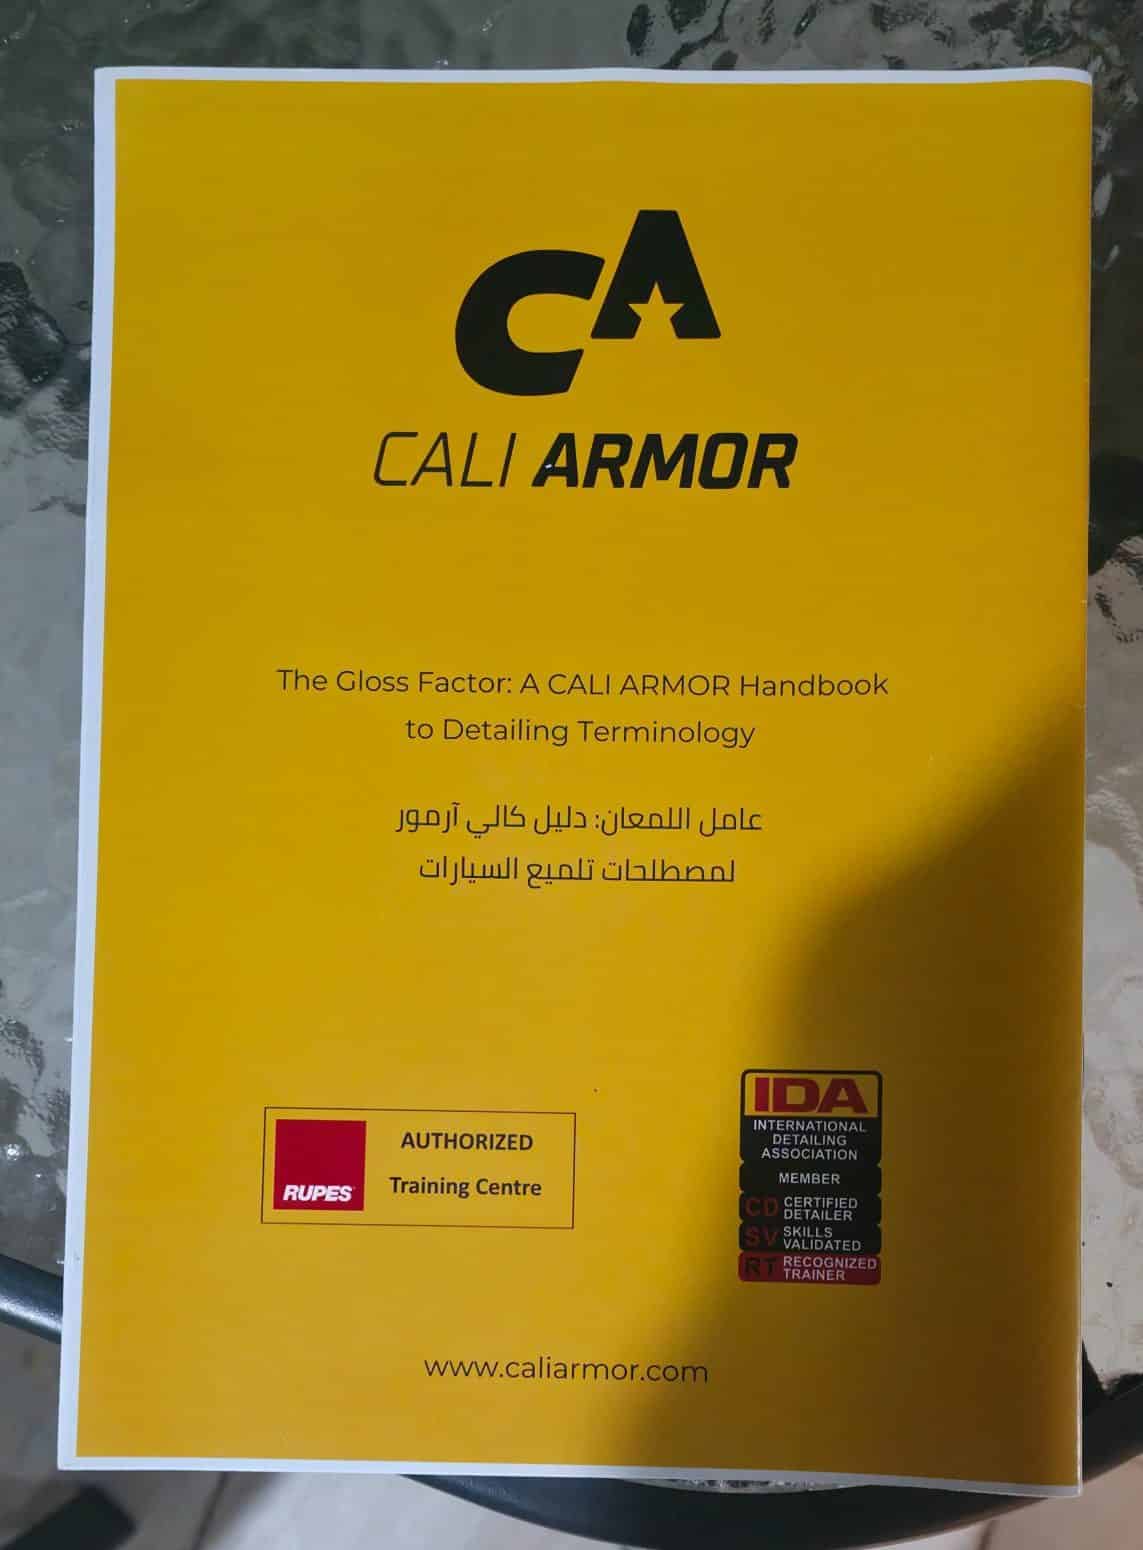 CA
CALI ARMOR
The Gloss Factor: A CALI ARMOR Handbook
to Detailing Terminology
عامل اللمعان: دليل كالي آرمور
لمصطلحات تلميع السيارات
RUPES
AUTHORIZED
Training Centre
IDA
INTERNATIONAL
DETAILING
ASSOCIATION
MEMBER
CD CERTIFIED
DETAILER
SV SKILLS
VALIDATED
RT RECOGNIZED
TRAINER
www.caliarmor.com